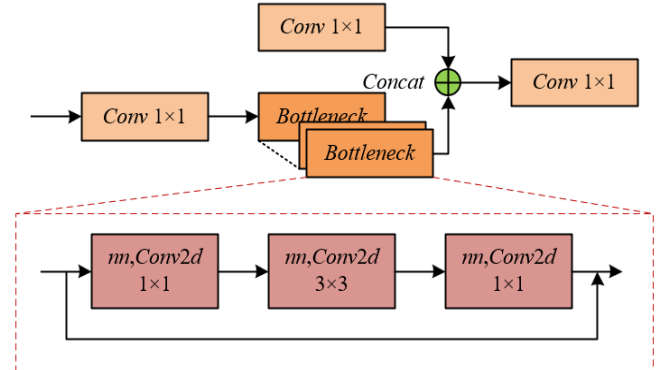 Conv 1×1
Concat
Conv 1×1
Conv 1×1
Bottleneck
Bottleneck
nn,Conv2d
1×1
nn,Conv2d
3×3
nn,Conv2d
1×1